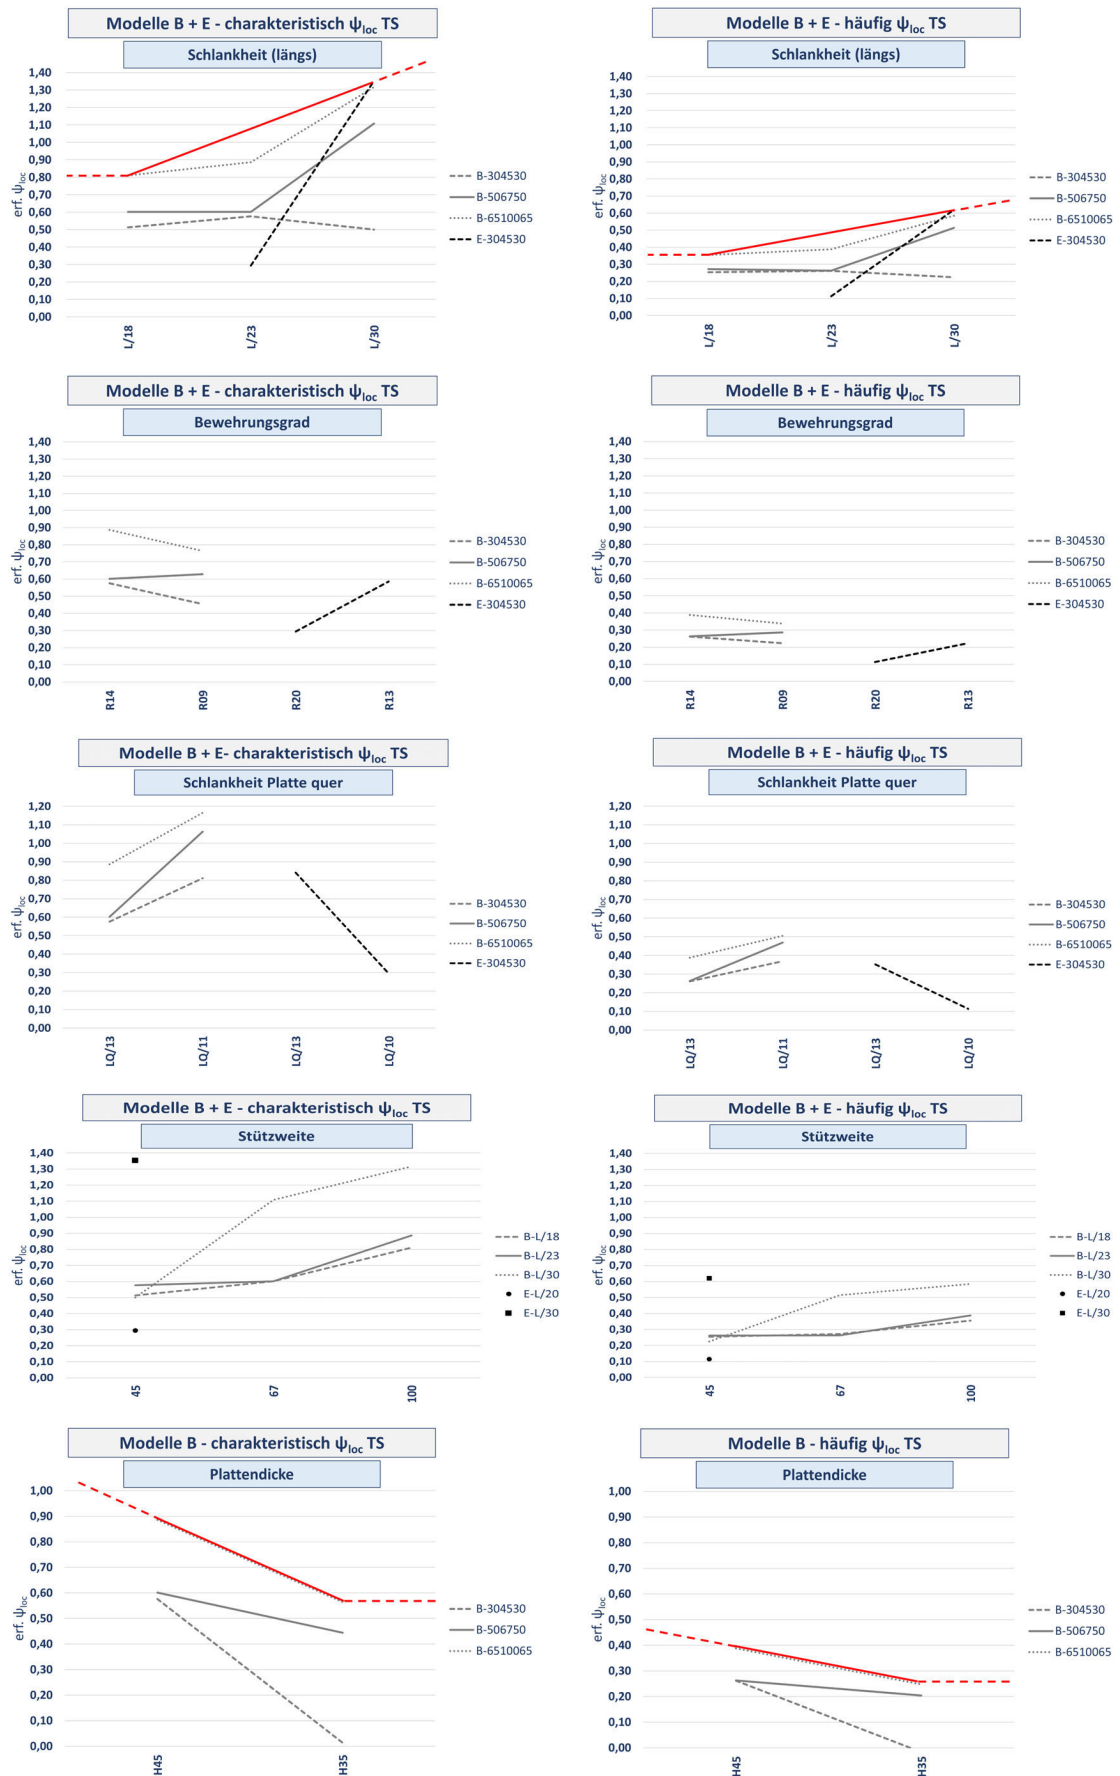 Modelle B + E - charakteristisch ψloc TS
Schlankheit (längs)
1,40
1,30
1,20
1,10
1,00
0,90
0,80
0,70
0,60
0,50
0,40
0,30
0,20
0,10
0,00
erf. ψloc
L/18
L/23
L/30
B-304530
B-506750
B-6510065
E-304530
Modelle B + E - häufig ψloc TS
Schlankheit (längs)
1,40
1,30
1,20
1,10
1,00
0,90
0,80
0,70
0,60
0,50
0,40
0,30
0,20
0,10
0,00
erf. ψloc
L/18
L/23
L/30
B-304530
B-506750
B-6510065
E-304530
Modelle B + E - charakteristisch ψloc TS
Bewehrungsgrad
1,40
1,30
1,20
1,10
1,00
0,90
0,80
0,70
0,60
0,50
0,40
0,30
0,20
0,10
0,00
erf. ψloc
R14
R09
R20
R13
B-304530
B-506750
B-6510065
E-304530
Modelle B + E - häufig ψloc TS
Bewehrungsgrad
1,40
1,30
1,20
1,10
1,00
0,90
0,80
0,70
0,60
0,50
0,40
0,30
0,20
0,10
0,00
erf. ψloc
R14
R09
R20
R13
B-304530
B-506750
B-6510065
E-304530
Modelle B + E- charakteristisch ψloc TS
Schlankheit Platte quer
1,20
1,10
1,00
0,90
0,80
0,70
0,60
0,50
0,40
0,30
0,20
0,10
0,00
erf. ψloc
LQ/13
LQ/11
LQ/13
LQ/10
B-304530
B-506750
B-6510065
E-304530
Modelle B + E - häufig ψloc TS
Schlankheit Platte quer
1,20
1,10
1,00
0,90
0,80
0,70
0,60
0,50
0,40
0,30
0,20
0,10
0,00
erf. ψloc
LQ/13
LQ/11
LQ/13
LQ/10
B-304530
B-506750
B-6510065
E-304530
Modelle B + E - charakteristisch ψloc TS
Stützweite
1,40
1,30
1,20
1,10
1,00
0,90
0,80
0,70
0,60
0,50
0,40
0,30
0,20
0,10
0,00
erf. ψloc
45
67
100
B-L/18
B-L/23
B-L/30
E-L/20
E-L/30
Modelle B + E - häufig ψloc TS
Stützweite
1,40
1,30
1,20
1,10
1,00
0,90
0,80
0,70
0,60
0,50
0,40
0,30
0,20
0,10
0,00
erf. ψloc
45
67
100
B-L/18
B-L/23
B-L/30
E-L/20
E-L/30
Modelle B - charakteristisch ψloc TS
Plattendicke
1,00
0,90
0,80
0,70
0,60
0,50
0,40
0,30
0,20
0,10
0,00
erf. ψloc
H45
H35
B-304530
B-506750
B-6510065
Modelle B - häufig ψloc TS
Plattendicke
1,00
0,90
0,80
0,70
0,60
0,50
0,40
0,30
0,20
0,10
0,00
erf. ψloc
H45
H35
B-304530
B-506750
B-6510065